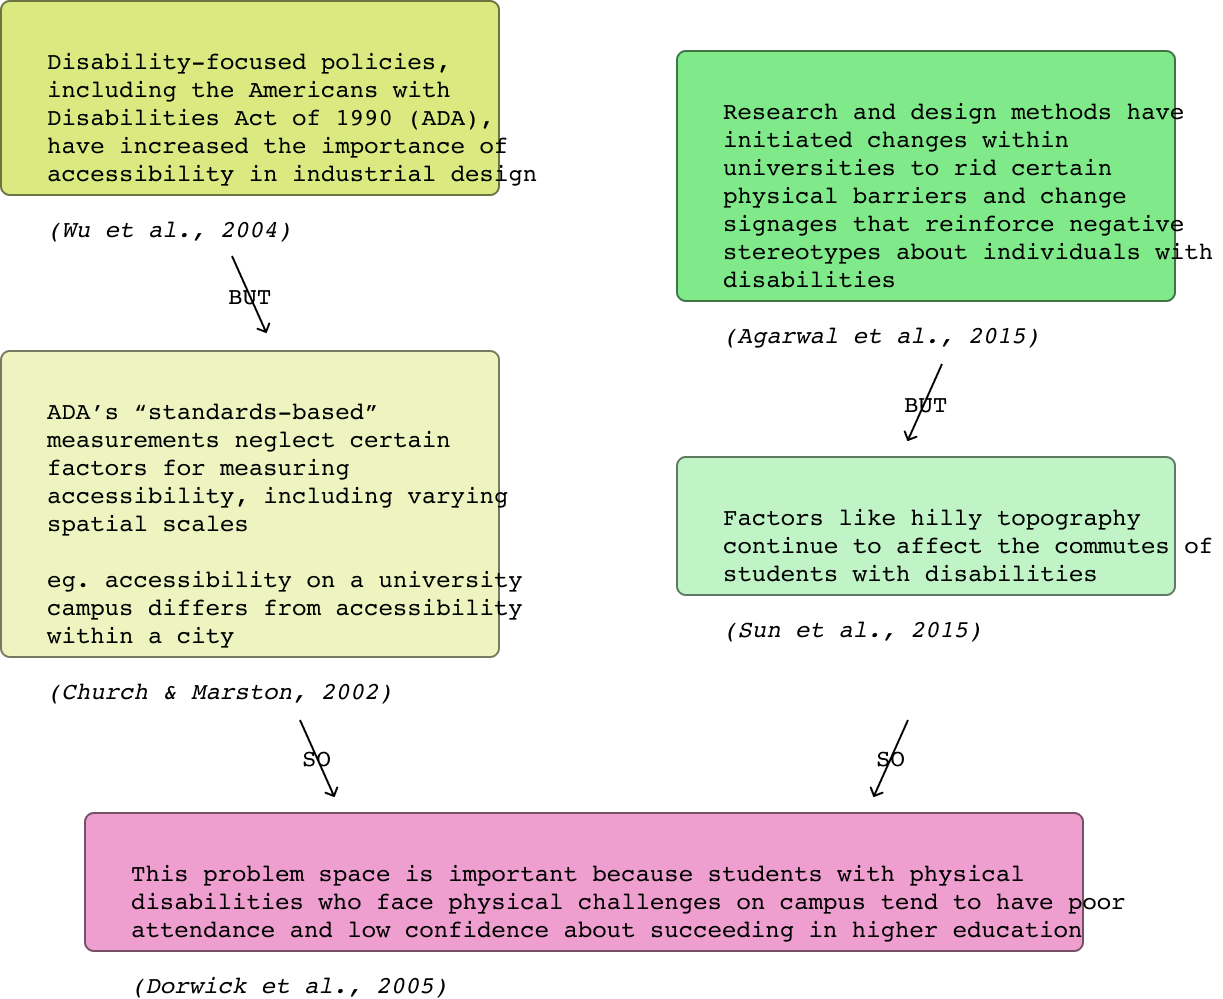 Disability-focused policies,
including the Americans with
Disabilities Act of 1990 (ADA),
have increased the importance of
accessibility in industrial design
(Wu et al., 2004)
BUT
ADA’s “standards-based”
measurements neglect certain
factors for measuring
accessibility, including varying
spatial scales
eg. accessibility on a university
campus differs from accessibility
within a city
(Church & Marston, 2002)
SO
Research and design methods have
initiated changes within
universities to rid certain
physical barriers and change
signages that reinforce negative
stereotypes about individuals with
disabilities
(Agarwal et al., 2015)
BUT
Factors like hilly topography
continue to affect the commutes of
students with disabilities
(Sun et al., 2015)
SO
This problem space is important because students with physical
disabilities who face physical challenges on campus tend to have poor
attendance and low confidence about succeeding in higher education
(Dorwick et al., 2005)